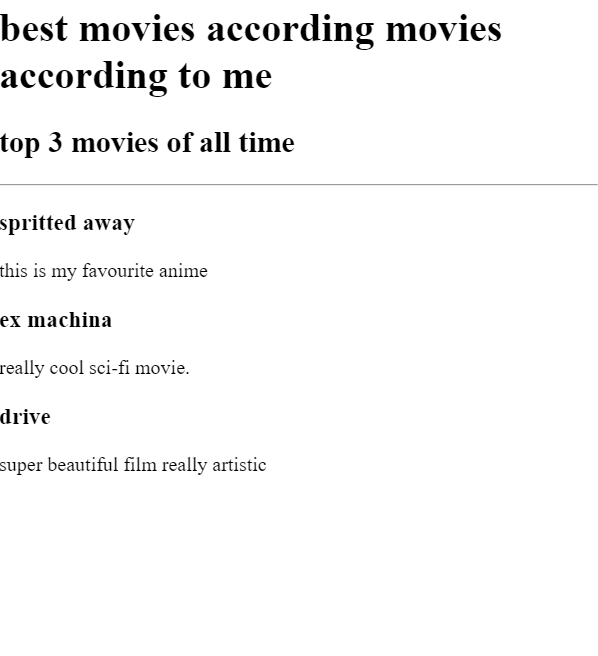 best movies according movies
according to me
top 3 movies of all time
spritted away
this is my favourite anime
ex machina
really cool sci-fi movie.
drive
super beautiful film really artistic